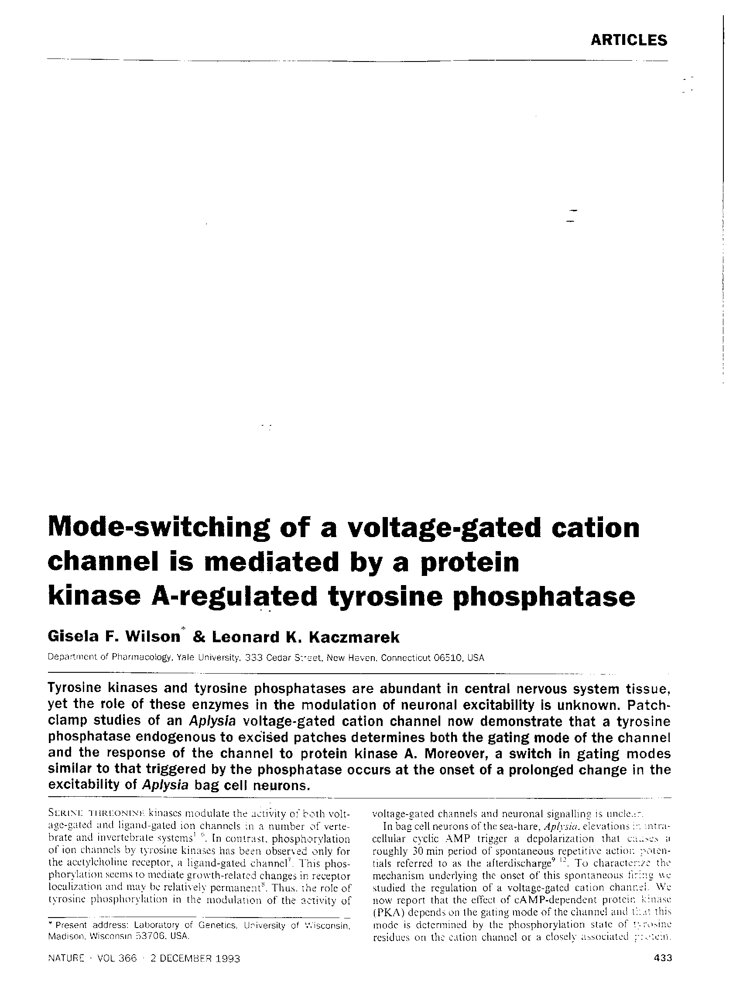 ARTICLES
Mode-switching of a voltage-gated cation
channel is mediated by a protein
kinase A-regulated tyrosine phosphatase
Gisela F. Wilson* & Leonard K. Kaczmarek
Department of Pharmacology, Yale University, 333 Cedar Street, New Haven, Connecticut 06510, USA
Tyrosine kinases and tyrosine phosphatases are abundant in central nervous system tissue,
yet the role of these enzymes in the modulation of neuronal excitability is unknown. Patch-
clamp studies of an Aplysia voltage-gated cation channel now demonstrate that a tyrosine
phosphatase endogenous to excised patches determines both the gating mode of the channel
and the response of the channel to protein kinase A. Moreover, a switch in gating modes
similar to that triggered by the phosphatase occurs at the onset of a prolonged change in the
excitability of Aplysia bag cell neurons.
SERINE THREONINE kinases modulate the activity of both volt-
age-gated and ligand-gated ion channels in a number of verte-
brate and invertebrate systems1 6. In contrast, phosphorylation
of ion channels by tyrosine kinases has been observed only for
the acetylcholine receptor, a ligand-gated channel7. This phos-
phorylation seems to mediate growth-related changes in receptor
localization and may be relatively permanent8. Thus, the role of
tyrosine phosphorylation in the modulation of the activity of
* Present address: Laboratory of Genetics, University of Wisconsin,
Madison, Wisconsin 53706, USA.
voltage-gated channels and neuronal signalling is unclear.
In bag cell neurons of the sea-hare, Aplysia, elevations in intra-
cellular cyclic AMP trigger a depolarization that causes a
roughly 30 min period of spontaneous repetitive action poten-
tials referred to as the afterdischarge9 12. To characterize the
mechanism underlying the onset of this spontaneous firing we
studied the regulation of a voltage-gated cation channel. We
now report that the effect of cAMP-dependent protein kinase
(PKA) depends on the gating mode of the channel and that this
mode is determined by the phosphorylation state of tyrosine
residues on the cation channel or a closely associated protein.
NATURE · VOL 366 · 2 DECEMBER 1993
433